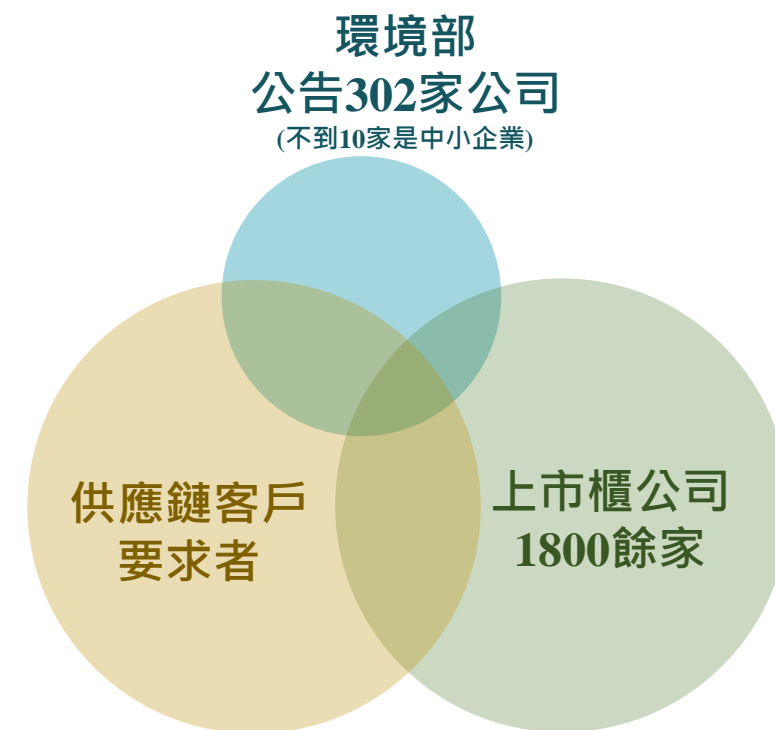 環境部
公告302家公司
(不到10家是中小企業)
供應鏈客戶
要求者
上市櫃公司
1800餘家